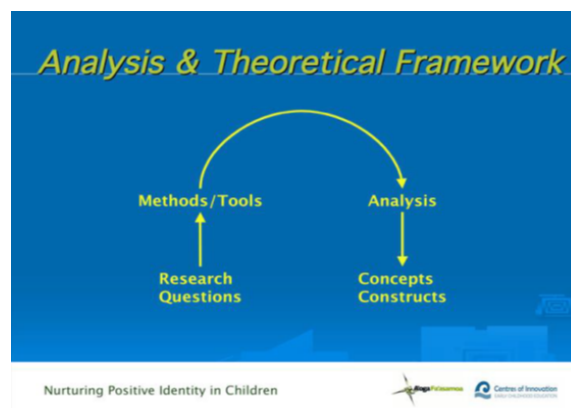 Analysis & Theoretical Framework
Methods/Tools
Analysis
Research
Questions
Concepts
Constructs
Nurturing Positive Identity in Children
Centres of Innovation